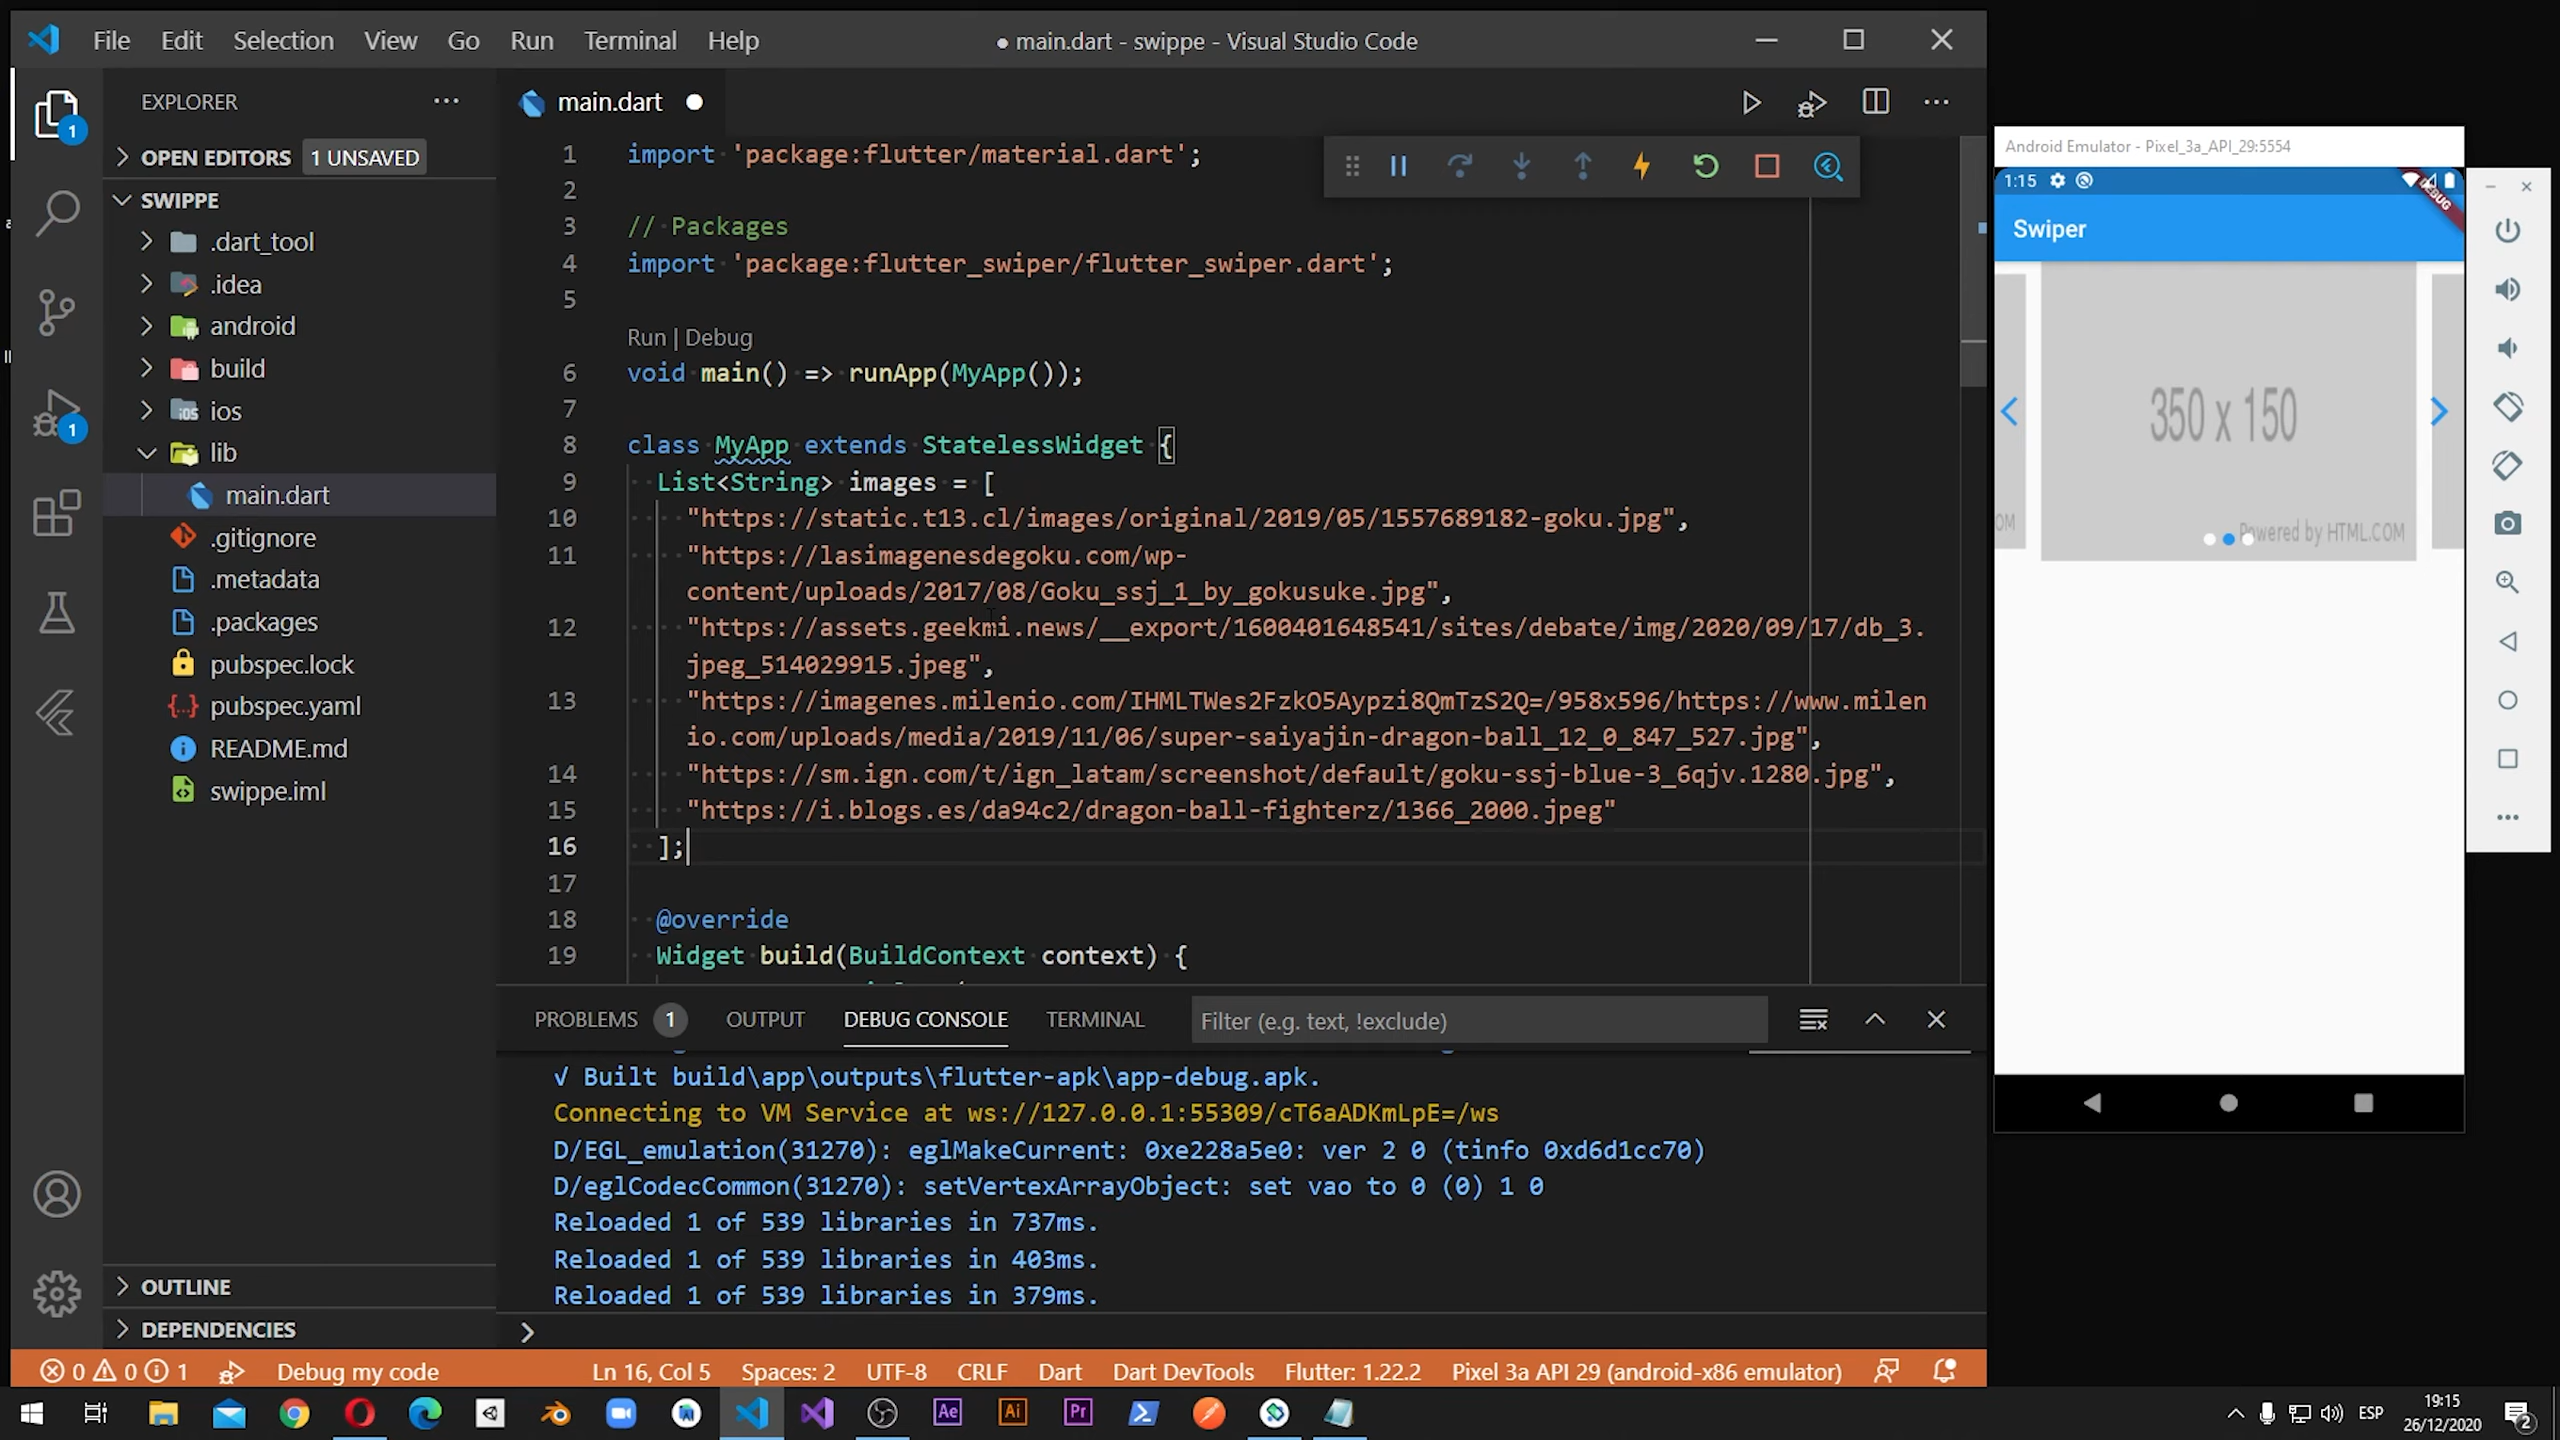 File Edit Selection View Go Run Terminal Help
● main.dart - swippe - Visual Studio Code
EXPLORER
OPEN EDITORS 1 UNSAVED
SWIPPE
.dart_tool
.idea
android
build
ios
lib
main.dart
.gitignore
.metadata
.packages
pubspec.lock
pubspec.yaml
README.md
swippe.iml
OUTLINE
DEPENDENCIES
1
1
main.dart
1 import 'package:flutter/material.dart';
2
3 // Packages
4 import 'package:flutter_swiper/flutter_swiper.dart';
5
Run | Debug
6 void main() => runApp(MyApp());
7
8 class MyApp extends StatelessWidget {
9 List<String> images = [
10 "https://static.t13.cl/images/original/2019/05/1557689182-goku.jpg",
11 "https://lasimagenesdegoku.com/wp-
content/uploads/2017/08/Goku_ssj_1_by_gokusuke.jpg",
12 "https://assets.geekmi.news/__export/1600401648541/sites/debate/img/2020/09/17/db_3.
jpeg_514029915.jpeg",
13 "https://imagenes.milenio.com/IHMLTWes2FzkO5Aypzi8QmTzS2Q=/958x596/https://www.milen
io.com/uploads/media/2019/11/06/super-saiyajin-dragon-ball_12_0_847_527.jpg",
14 "https://sm.ign.com/t/ign_latam/screenshot/default/goku-ssj-blue-3_6qjv.1280.jpg",
15 "https://i.blogs.es/da94c2/dragon-ball-fighterz/1366_2000.jpeg"
16 ];
17
18 @override
19 Widget build(BuildContext context) {
PROBLEMS 1 OUTPUT DEBUG CONSOLE TERMINAL Filter (e.g. text, !exclude)
√ Built build\app\outputs\flutter-apk\app-debug.apk.
Connecting to VM Service at ws://127.0.0.1:55309/cT6aADKmLpE=/ws
D/EGL_emulation(31270): eglMakeCurrent: 0xe228a5e0: ver 2 0 (tinfo 0xd6d1cc70)
D/eglCodecCommon(31270): setVertexArrayObject: set vao to 0 (0) 1 0
Reloaded 1 of 539 libraries in 737ms.
Reloaded 1 of 539 libraries in 403ms.
Reloaded 1 of 539 libraries in 379ms.
0 0 1 Debug my code Ln 16, Col 5 Spaces: 2 UTF-8 CRLF Dart Dart DevTools Flutter: 1.22.2 Pixel 3a API 29 (android-x86 emulator)
Android Emulator - Pixel_3a_API_29:5554
1:15
DEBUG
Swiper
350 x 150
OM
Powered by HTML.COM
Ae Ai Pr
ESP
19:15
26/12/2020
2